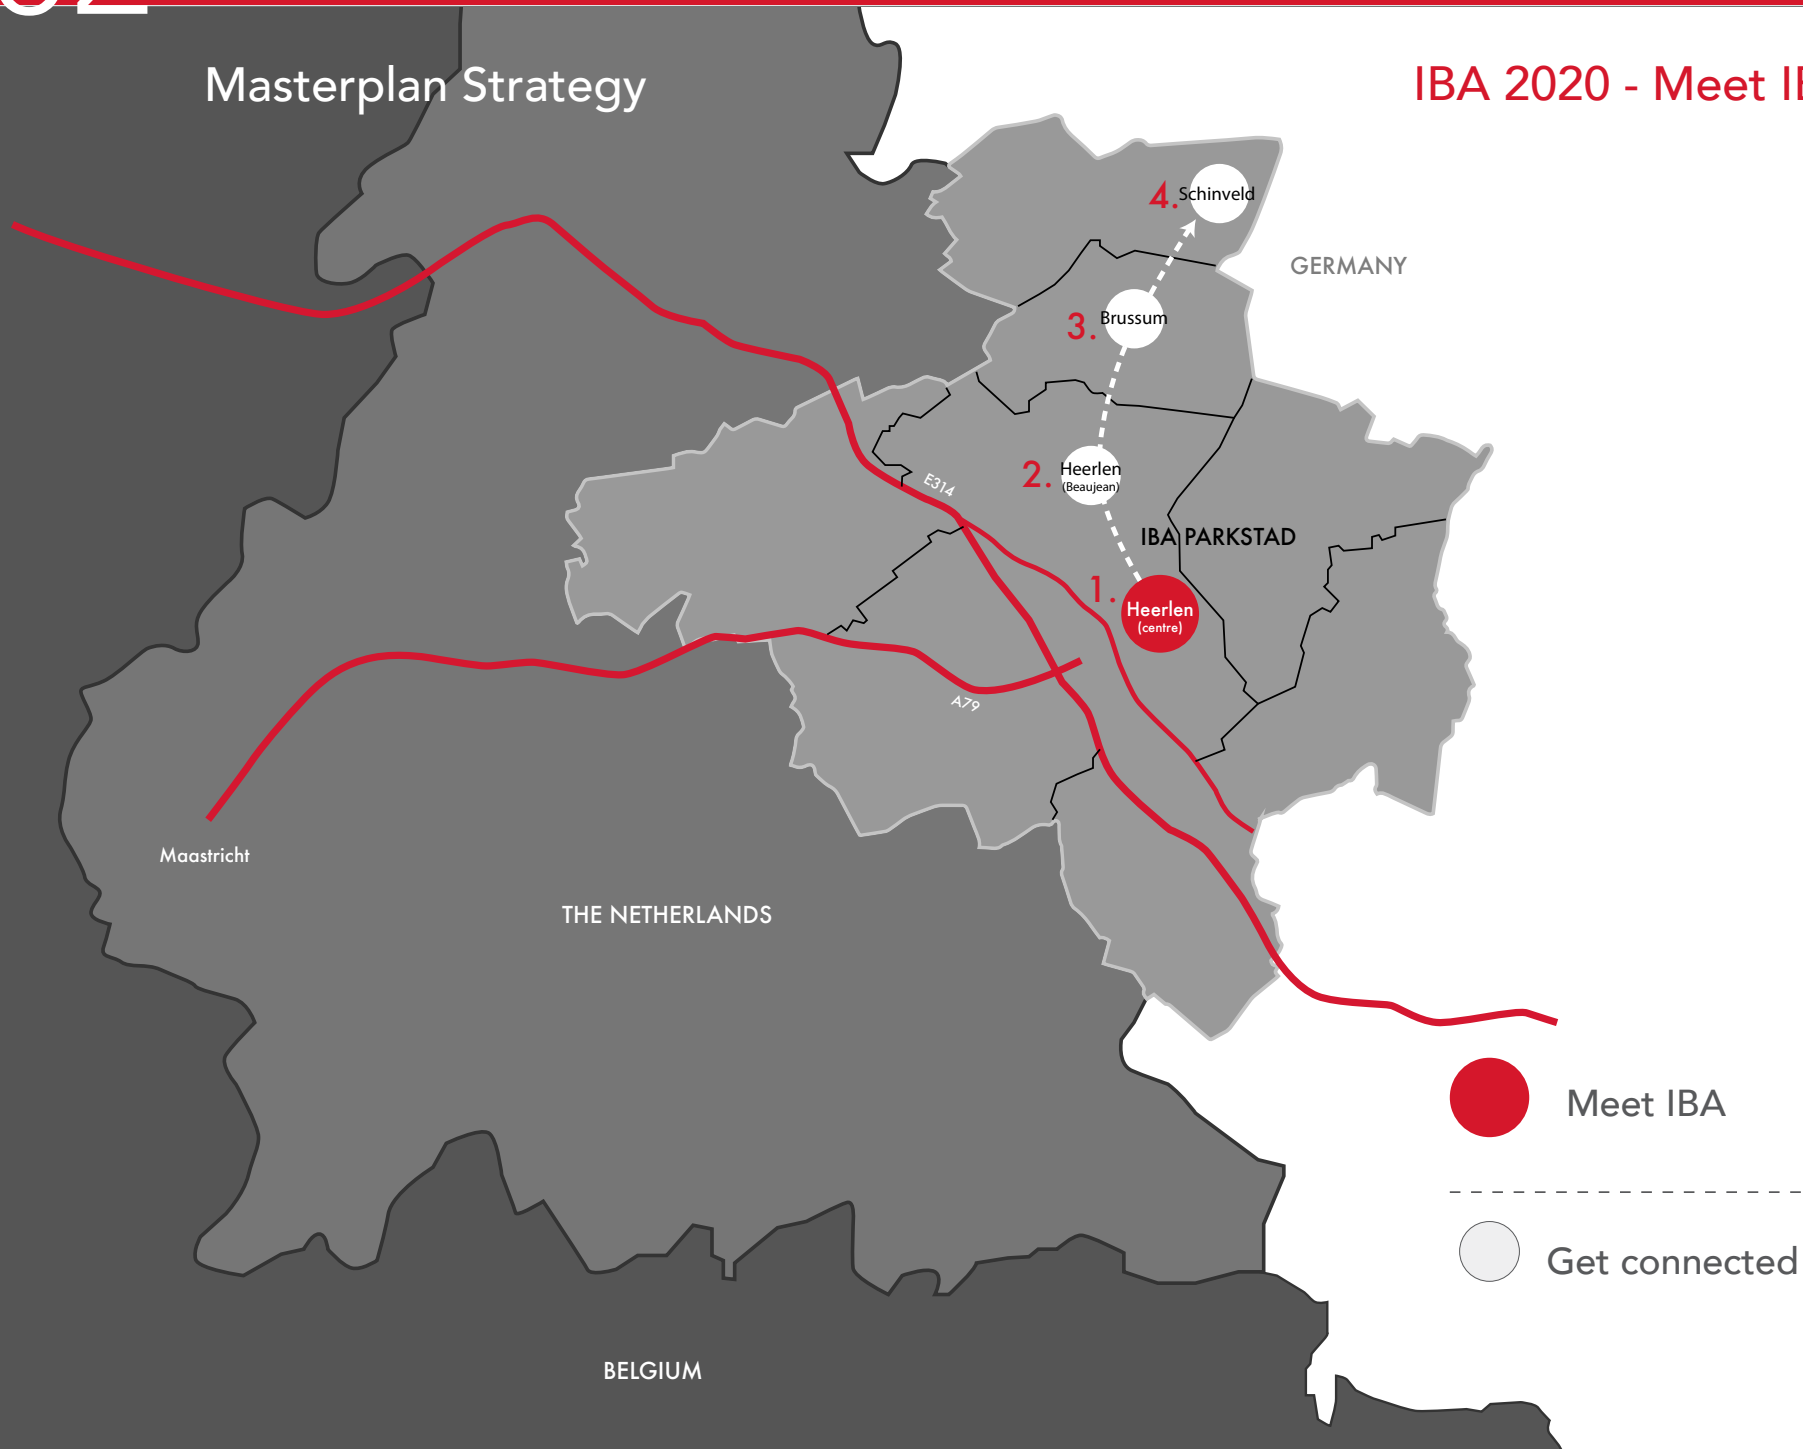 Masterplan Strategy
IBA 2020 - Meet
4. Schinveld
GERMANY
3. Brussum
2. Heerlen
(Beaujean)
E314
IBA PARKSTAD
1. Heerlen
(centre)
A79
Maastricht
THE NETHERLANDS
BELGIUM
Meet IBA
Get connected